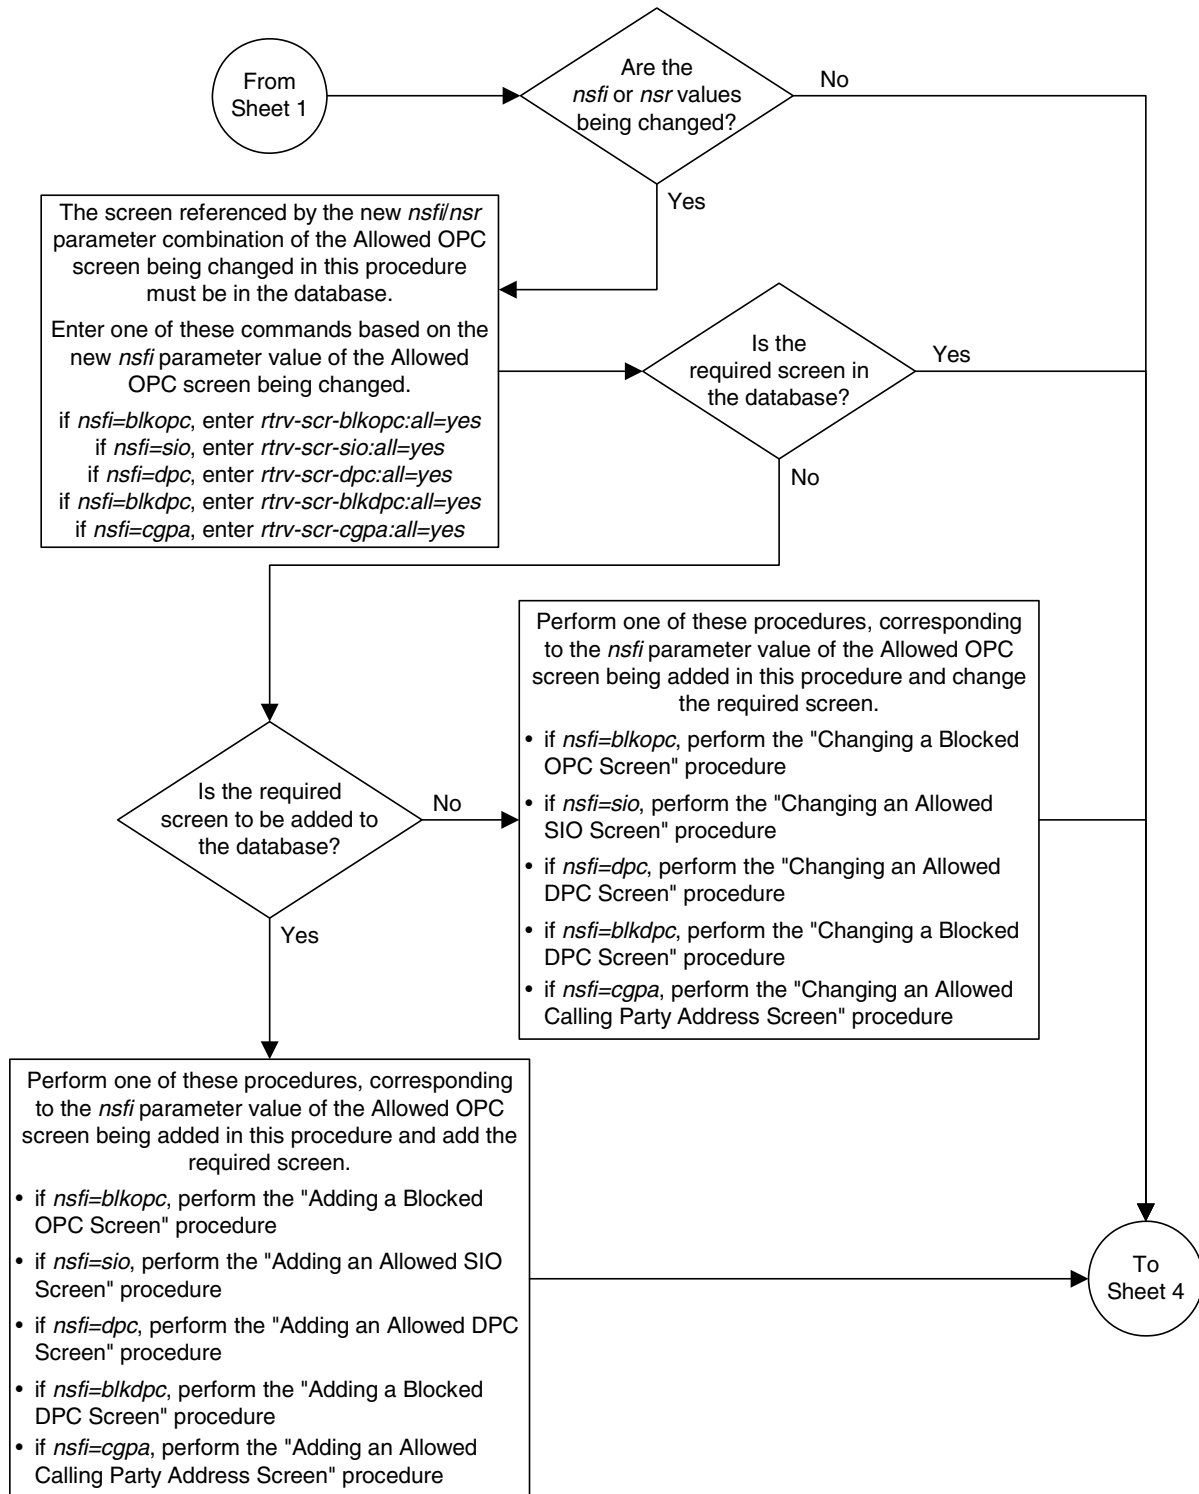 From
Sheet 1
Are the
nsfi or nsr values
being changed?
No
Yes
The screen referenced by the new nsfi/nsr
parameter combination of the Allowed OPC
screen being changed in this procedure
must be in the database.
Enter one of these commands based on the
new nsfi parameter value of the Allowed
OPC screen being changed.
if nsfi=blkopc, enter rtrv-scr-blkopc:all=yes
if nsfi=sio, enter rtrv-scr-sio:all=yes
if nsfi=dpc, enter rtrv-scr-dpc:all=yes
if nsfi=blkdpc, enter rtrv-scr-blkdpc:all=yes
if nsfi=cgpa, enter rtrv-scr-cgpa:all=yes
Is the
required screen in
the database?
Yes
No
Is the required
screen to be added to
the database?
No
Yes
Perform one of these procedures, corresponding
to the nsfi parameter value of the Allowed OPC
screen being added in this procedure and change
the required screen.
• if nsfi=blkopc, perform the "Changing a Blocked
OPC Screen" procedure
• if nsfi=sio, perform the "Changing an Allowed
SIO Screen" procedure
• if nsfi=dpc, perform the "Changing an Allowed
DPC Screen" procedure
• if nsfi=blkdpc, perform the "Changing a Blocked
DPC Screen" procedure
• if nsfi=cgpa, perform the "Changing an Allowed
Calling Party Address Screen" procedure
Perform one of these procedures, corresponding
to the nsfi parameter value of the Allowed OPC
screen being added in this procedure and add the
required screen.
• if nsfi=blkopc, perform the "Adding a Blocked
OPC Screen" procedure
• if nsfi=sio, perform the "Adding an Allowed SIO
Screen" procedure
• if nsfi=dpc, perform the "Adding an Allowed DPC
Screen" procedure
• if nsfi=blkdpc, perform the "Adding a Blocked
DPC Screen" procedure
• if nsfi=cgpa, perform the "Adding an Allowed
Calling Party Address Screen" procedure
To
Sheet 4